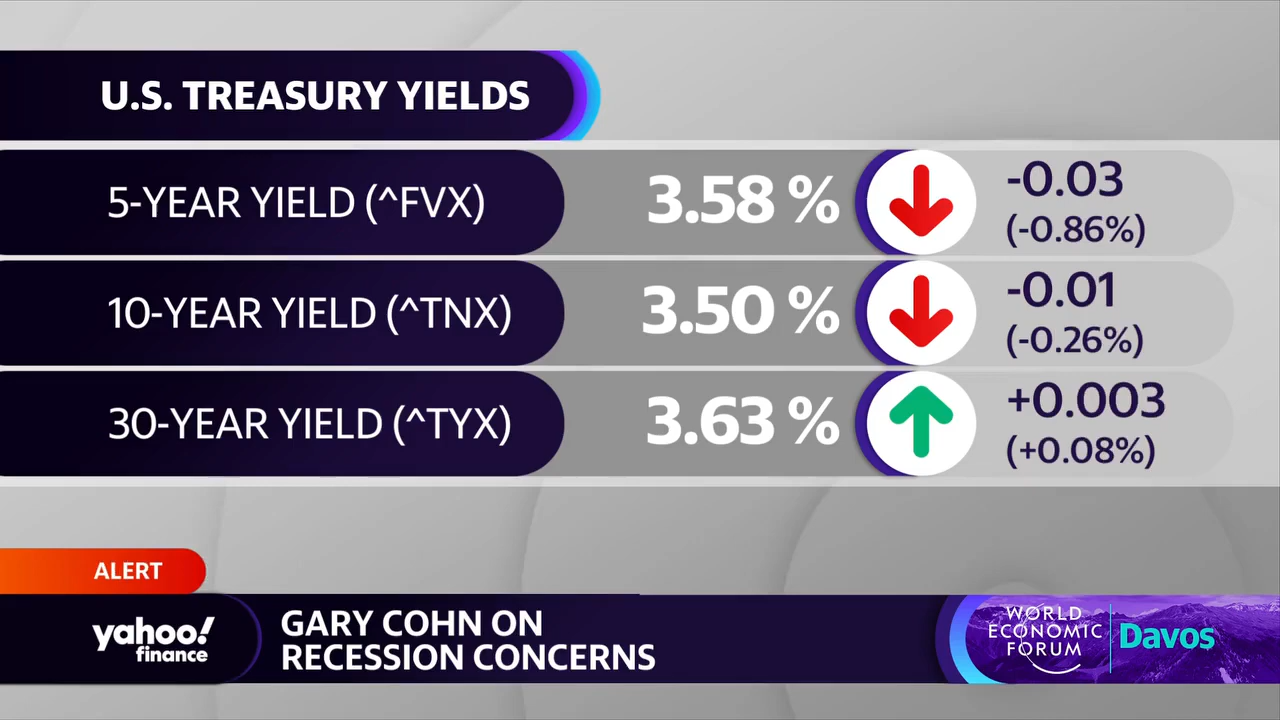 U.S. TREASURY YIELDS
5-YEAR YIELD (^FVX) 3.58 % -0.03
(-0.86%)
10-YEAR YIELD (^TNX) 3.50 % -0.01
(-0.26%)
30-YEAR YIELD (^TYX) 3.63 % +0.003
(+0.08%)
ALERT
yahoo!
finance
GARY COHN ON
RECESSION CONCERNS
WORLD
ECONOMIC
FORUM
Davos